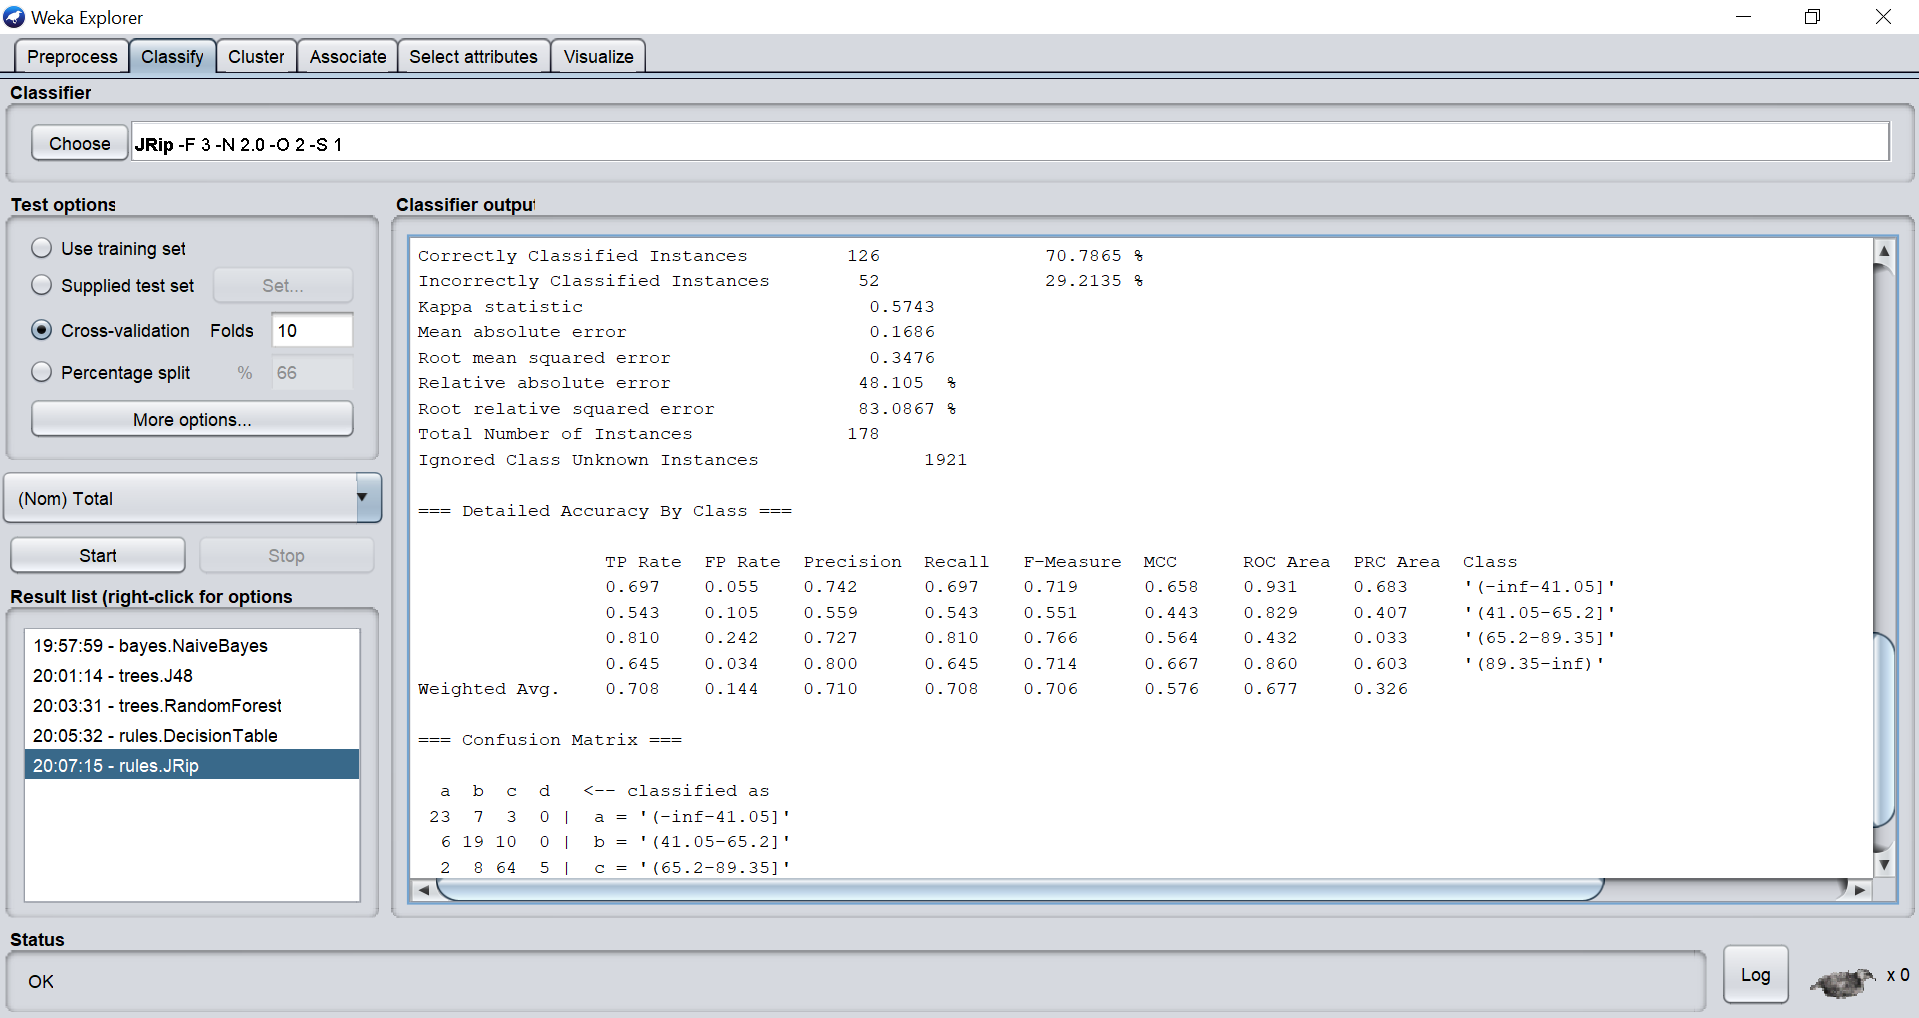 Weka Explorer
Preprocess Classify Cluster Associate Select attributes Visualize
Classifier
Choose JRip -F 3 -N 2.0 -O 2 -S 1
Test options
Use training set
Supplied test set Set...
Cross-validation Folds 10
Percentage split % 66
More options...
(Nom) Total
Start Stop
Result list (right-click for options
19:57:59 - bayes.NaiveBayes
20:01:14 - trees.J48
20:03:31 - trees.RandomForest
20:05:32 - rules.DecisionTable
20:07:15 - rules.JRip
Classifier output
Correctly Classified Instances 126 70.7865 %
Incorrectly Classified Instances 52 29.2135 %
Kappa statistic 0.5743
Mean absolute error 0.1686
Root mean squared error 0.3476
Relative absolute error 48.105 %
Root relative squared error 83.0867 %
Total Number of Instances 178
Ignored Class Unknown Instances 1921
=== Detailed Accuracy By Class ===
TP Rate FP Rate Precision Recall F-Measure MCC ROC Area PRC Area Class
0.697 0.055 0.742 0.697 0.719 0.658 0.931 0.683 '(-inf-41.05]'
0.543 0.105 0.559 0.543 0.551 0.443 0.829 0.407 '(41.05-65.2]'
0.810 0.242 0.727 0.810 0.766 0.564 0.432 0.033 '(65.2-89.35]'
0.645 0.034 0.800 0.645 0.714 0.667 0.860 0.603 '(89.35-inf)'
Weighted Avg. 0.708 0.144 0.710 0.708 0.706 0.576 0.677 0.326
=== Confusion Matrix ===
a b c d <-- classified as
23 7 3 0 | a = '(-inf-41.05]'
6 19 10 0 | b = '(41.05-65.2]'
2 8 64 5 | c = '(65.2-89.35]'
Status
OK
Log x 0